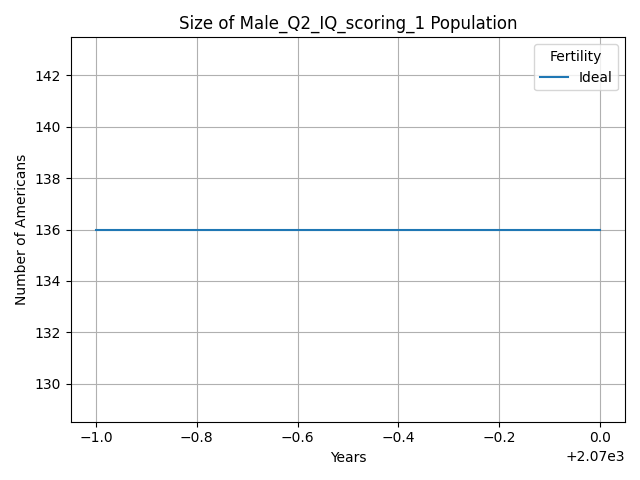 Size of Male_Q2_IQ_scoring_1 Population
Fertility
Ideal
Number of Americans
142
140
138
136
134
132
130
−1.0 −0.8 −0.6 −0.4 −0.2 0.0
+2.07e3
Years